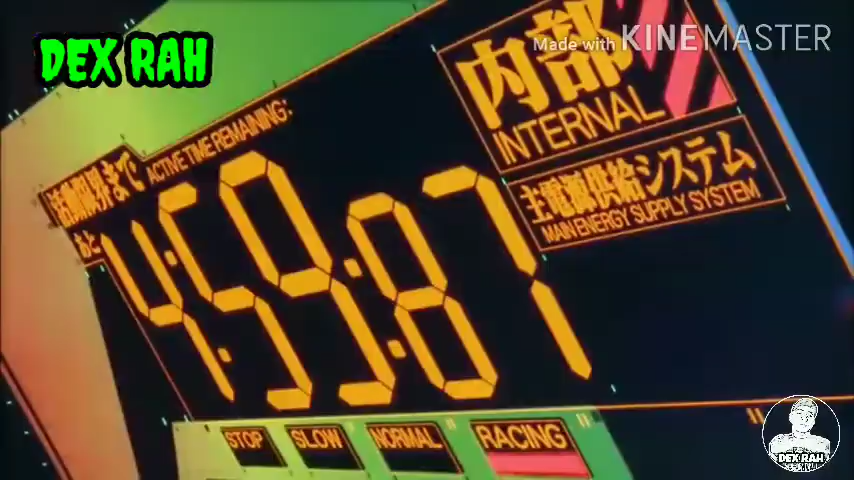 DEX RAH
Made with KINEMASTER
内部
INTERNAL
主電源供給システム
MAIN ENERGY SUPPLY SYSTEM
活動限界まで
ACTIVE TIME REMAINING:
あと
4:59:87
STOP
SLOW
NORMAL
RACING
DEX RAH